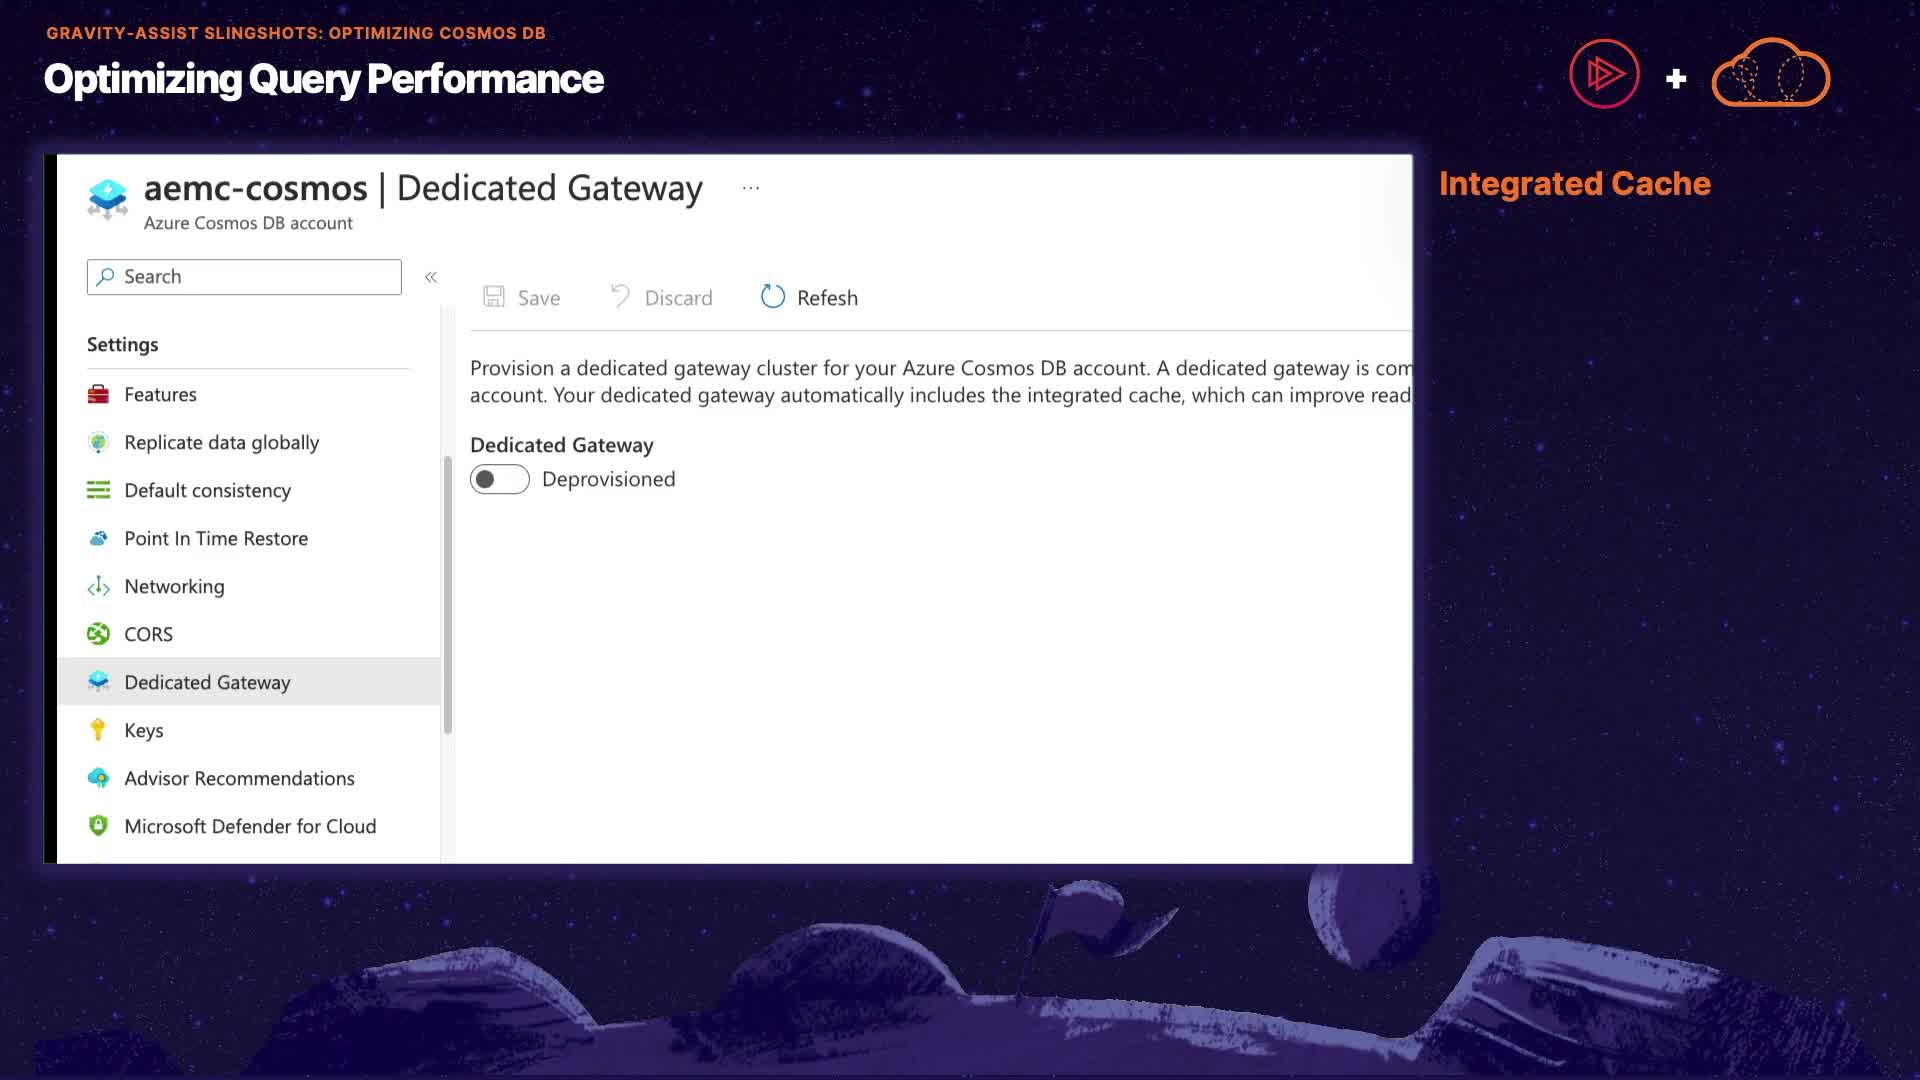 GRAVITY-ASSIST SLINGSHOTS: OPTIMIZING COSMOS DB
Optimizing Query Performance
Integrated Cache
aemc-cosmos | Dedicated Gateway ...
Azure Cosmos DB account
Search
«
Save Discard Refesh
Settings
Features
Replicate data globally
Default consistency
Point In Time Restore
Networking
CORS
Dedicated Gateway
Keys
Advisor Recommendations
Microsoft Defender for Cloud
Provision a dedicated gateway cluster for your Azure Cosmos DB account. A dedicated gateway is com
account. Your dedicated gateway automatically includes the integrated cache, which can improve read
Dedicated Gateway
Deprovisioned